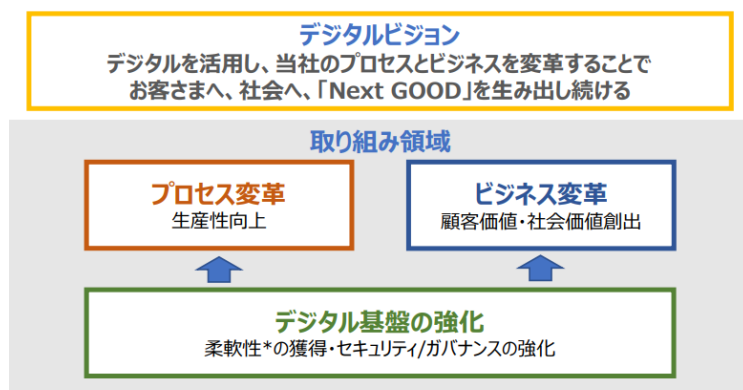 デジタルビジョン
デジタルを活用し、当社のプロセスとビジネスを変革することで
お客さまへ、社会へ、「Next GOOD」を生み出し続ける
取り組み領域
プロセス変革
生産性向上
ビジネス変革
顧客価値・社会価値創出
デジタル基盤の強化
柔軟性*の獲得・セキュリティ/ガバナンスの強化